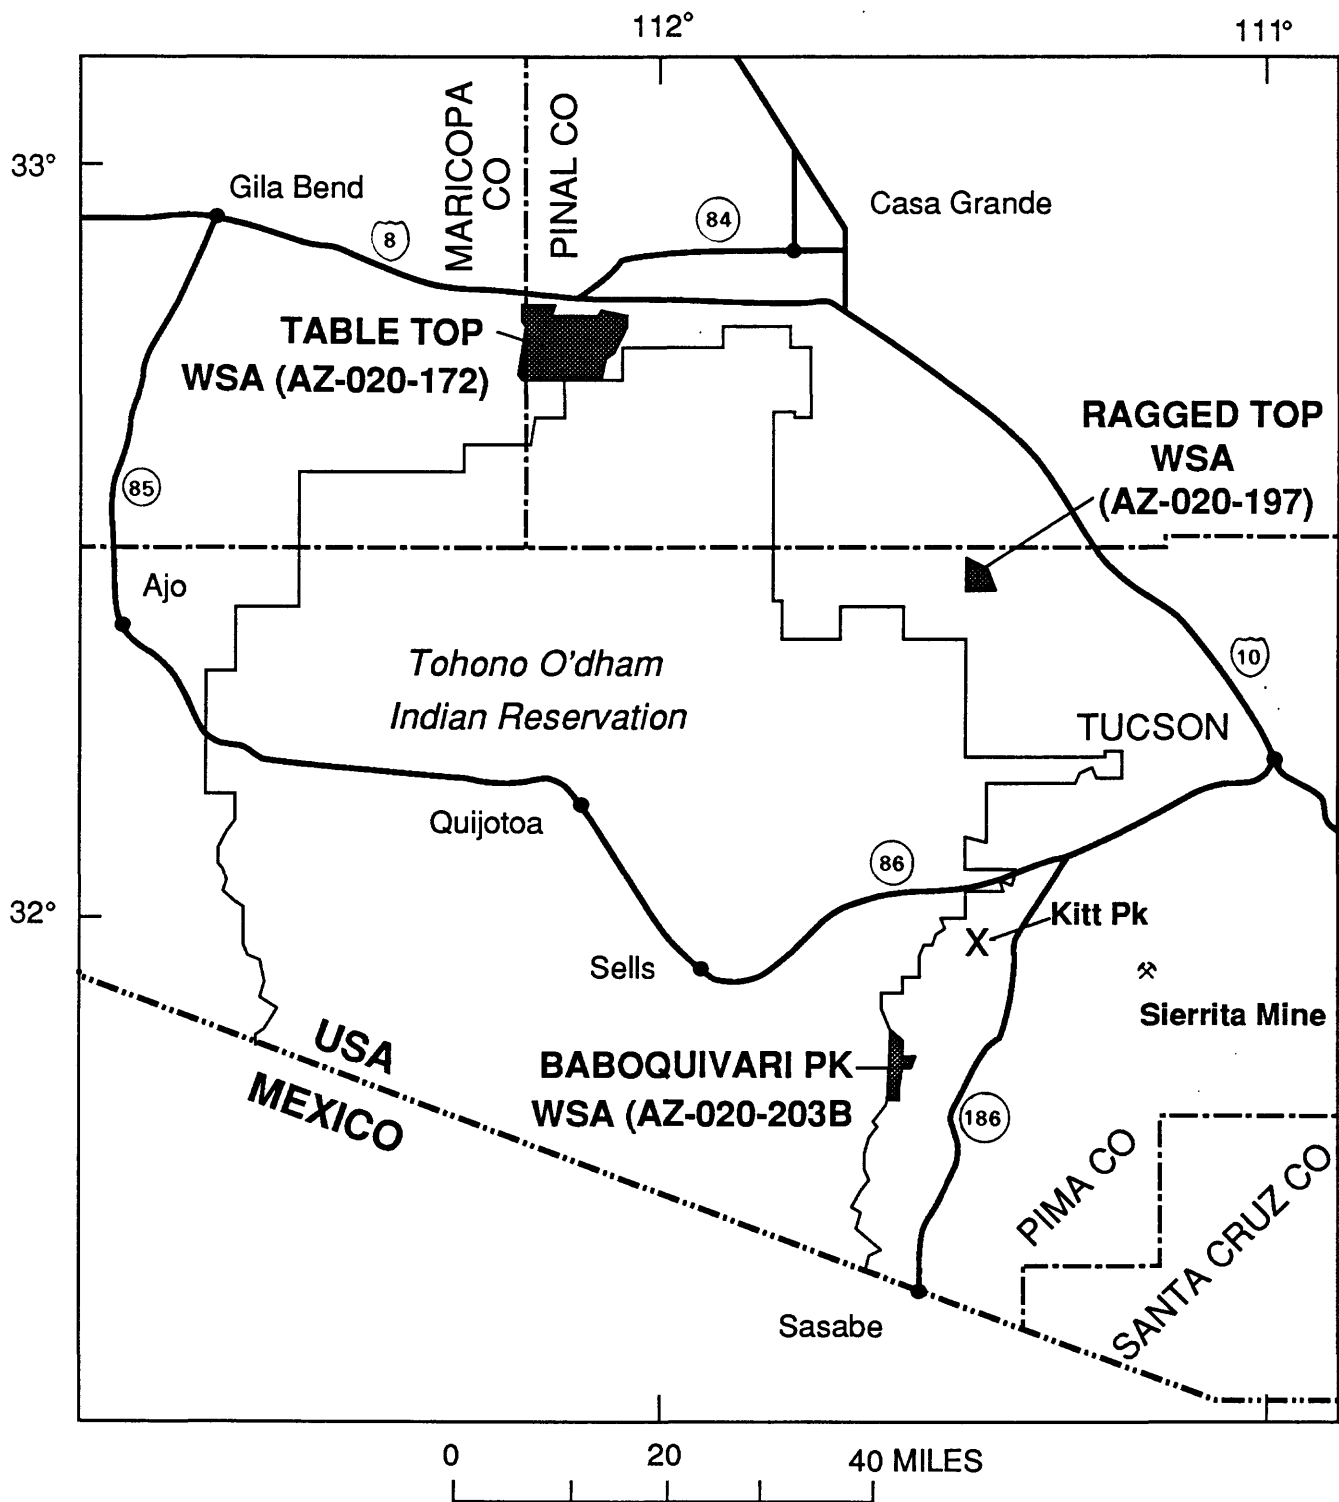 112°
111°
33°
MARICOPA
CO
PINAL CO
Gila Bend
8
84
Casa Grande
TABLE TOP
WSA (AZ-020-172)
RAGGED TOP
WSA
(AZ-020-197)
85
Ajo
Tohono O'dham
Indian Reservation
10
TUCSON
Quijotoa
86
32°
Kitt Pk
X
Sells
Sierrita Mine
USA
MEXICO
BABOQUIVARI PK
WSA (AZ-020-203B
186
PIMA CO
SANTA CRUZ CO
Sasabe
0
20
40 MILES